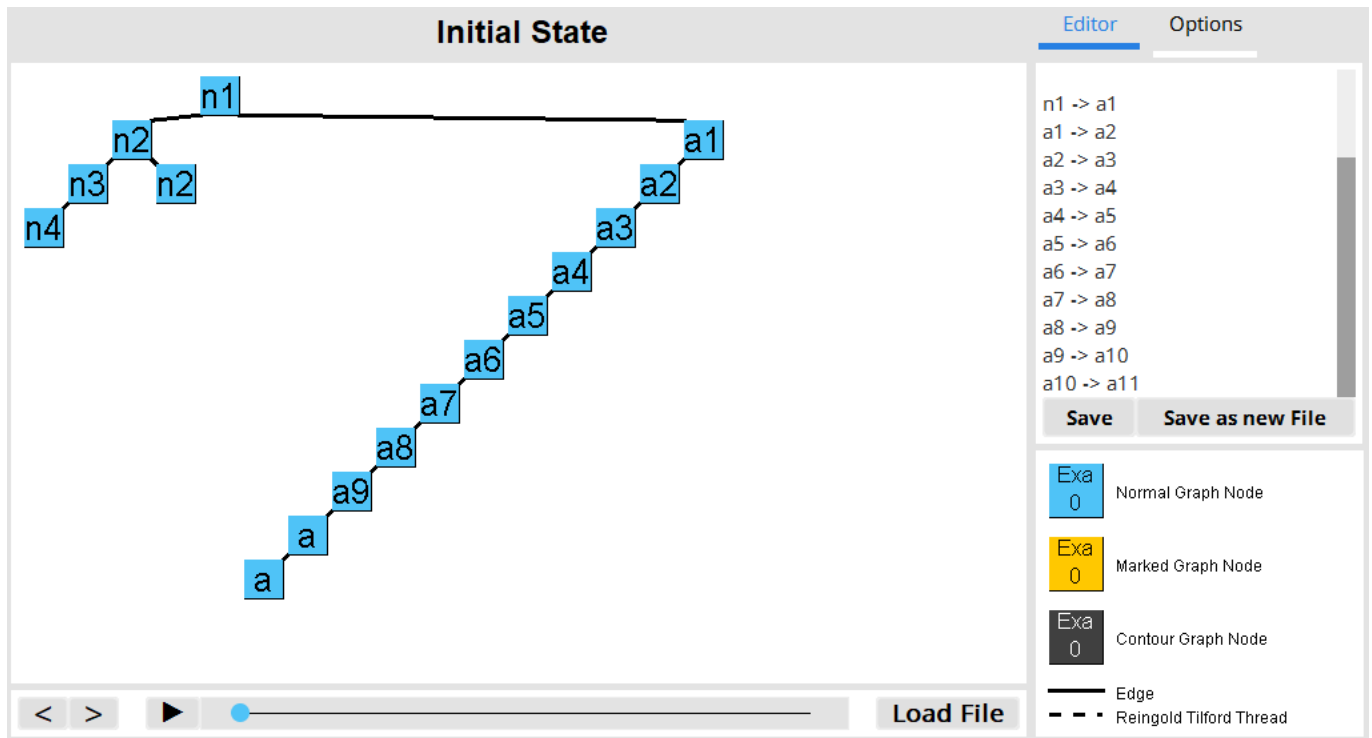 Initial State
Editor Options
n1
n2 a1
n3 n2 a2
n4 a3
a4
a5
a6
a7
a8
a9
a
a
n1 -> a1
a1 -> a2
a2 -> a3
a3 -> a4
a4 -> a5
a5 -> a6
a6 -> a7
a7 -> a8
a8 -> a9
a9 -> a10
a10 -> a11
Save Save as new File
Exa
0
Normal Graph Node
Exa
0
Marked Graph Node
Exa
0
Contour Graph Node
Edge
Reingold Tilford Thread
< > Load File